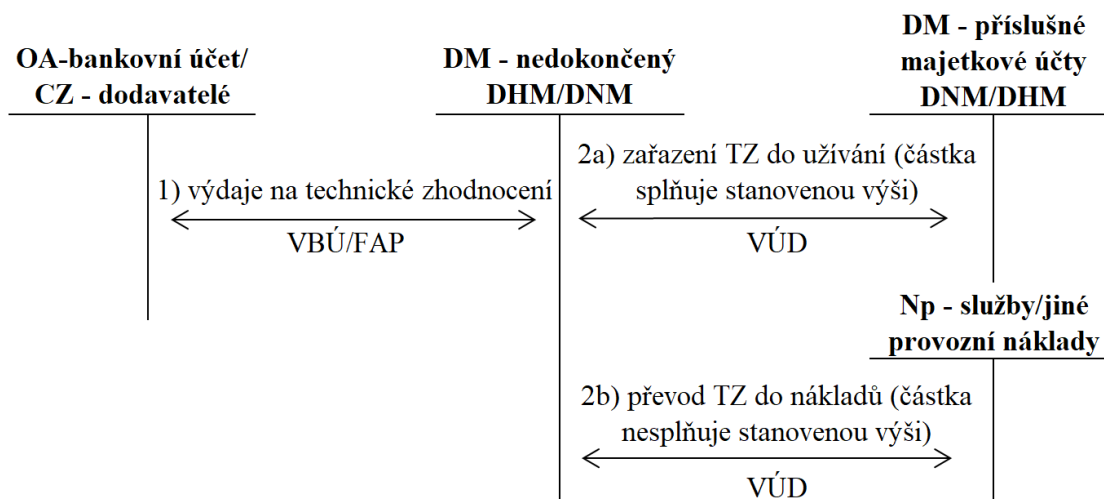 OA-bankovní účet/
CZ - dodavatelé
DM - nedokončený
DHM/DNM
DM - příslušné
majetkové účty
DNM/DHM
1) výdaje na technické zhodnocení
VBÚ/FAP
2a) zařazení TZ do užívání (částka
splňuje stanovenou výši)
VÚD
Np - služby/jiné
provozní náklady
2b) převod TZ do nákladů (částka
nesplňuje stanovenou výši)
VÚD